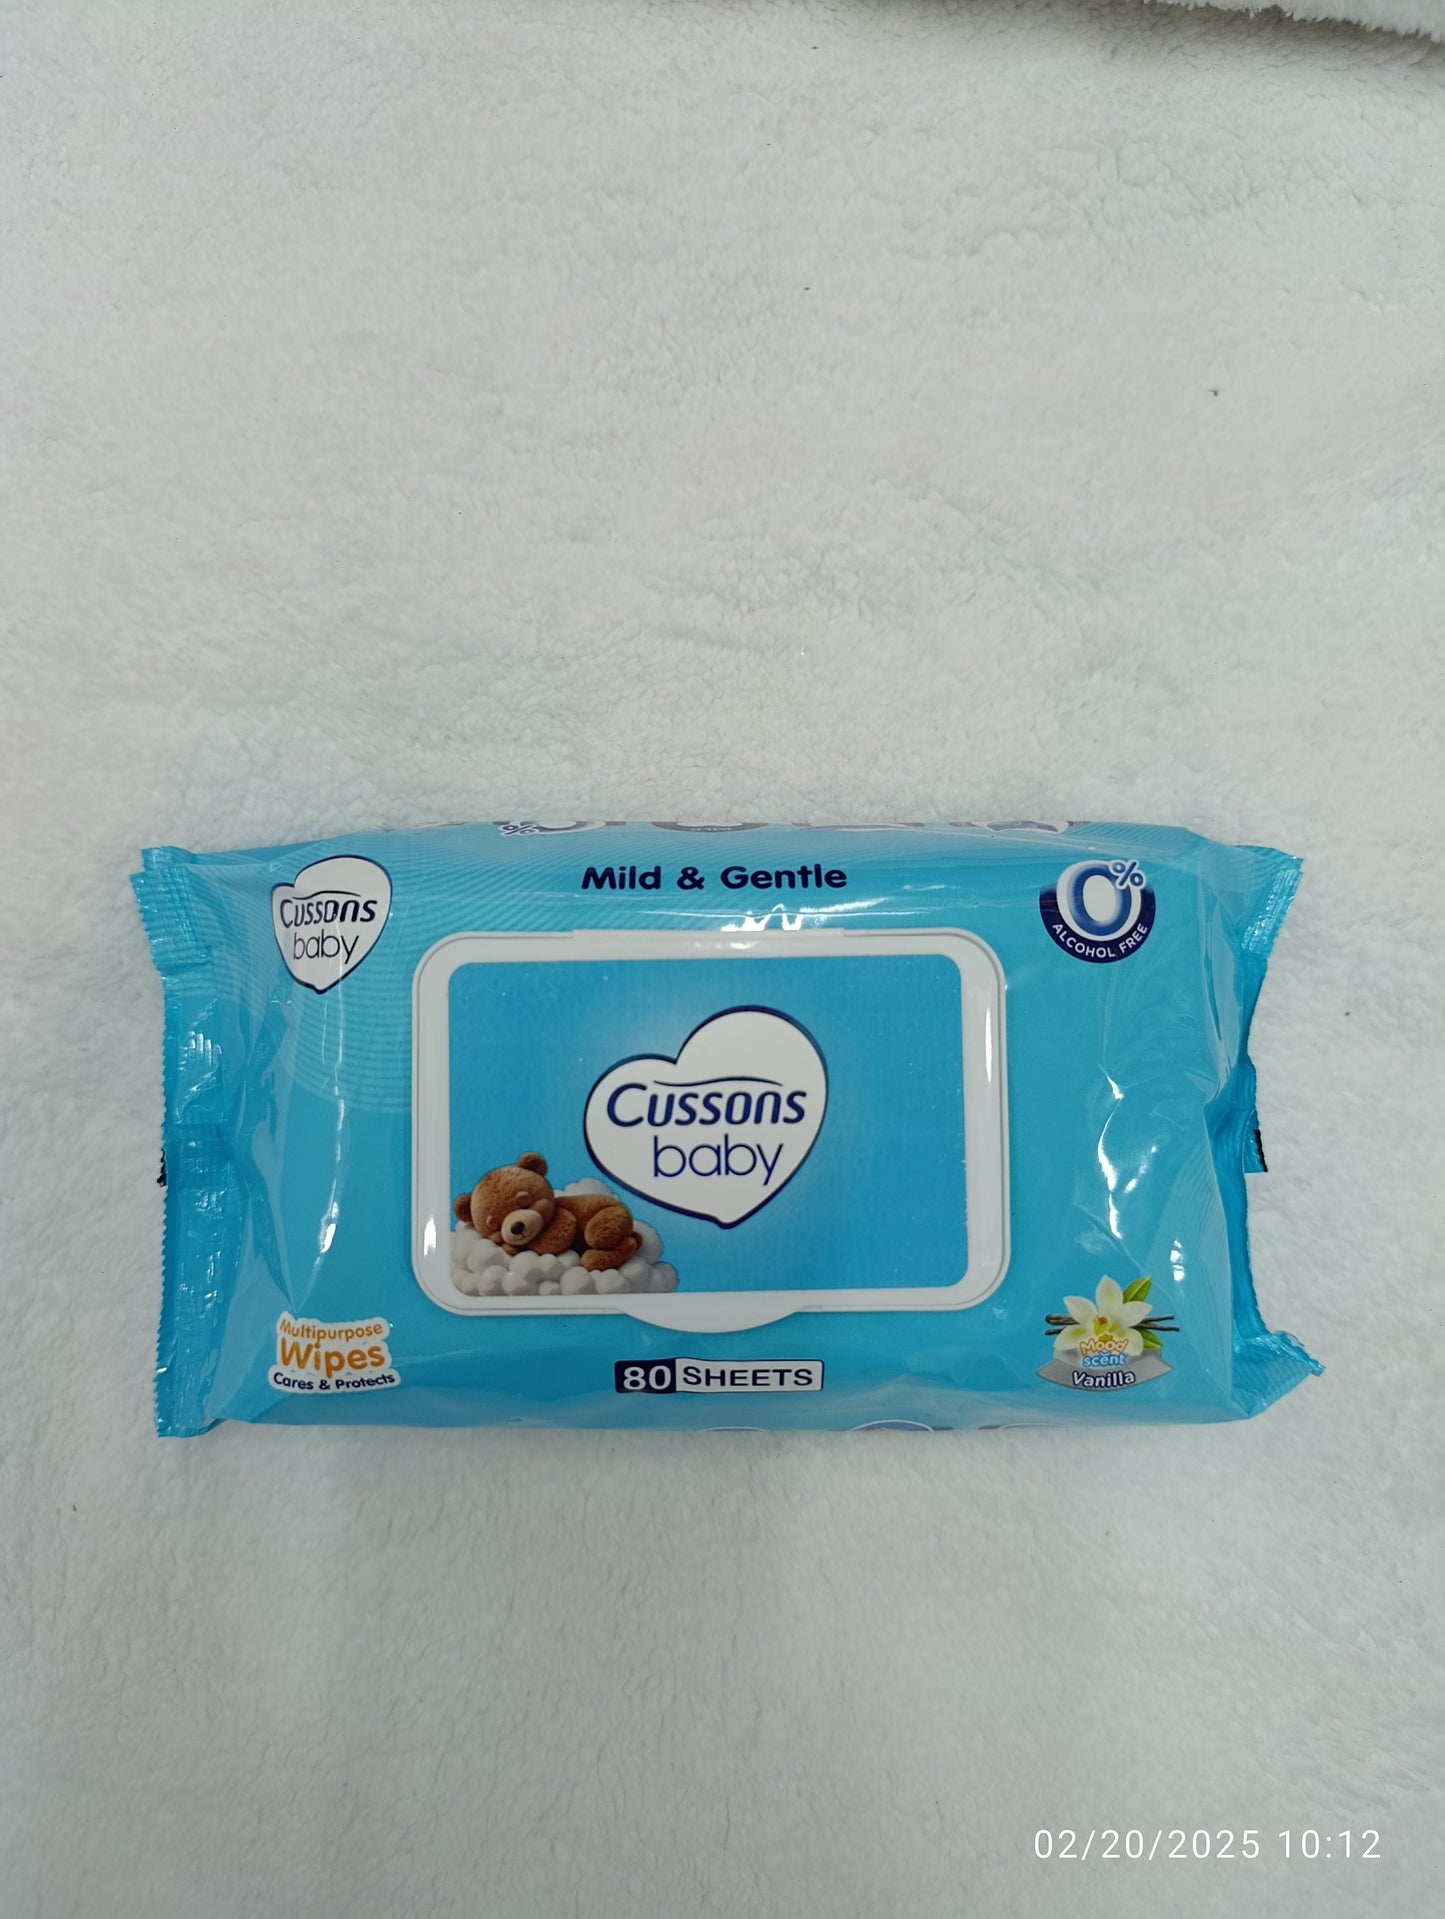 Mild & Gentle
Cussons
baby
0%
ALCOHOL FREE
Cussons
baby
Multipurpose
Wipes
Cares & Protects
80 SHEETS
Mood
scent
Vanilla
02/20/2025 10:12